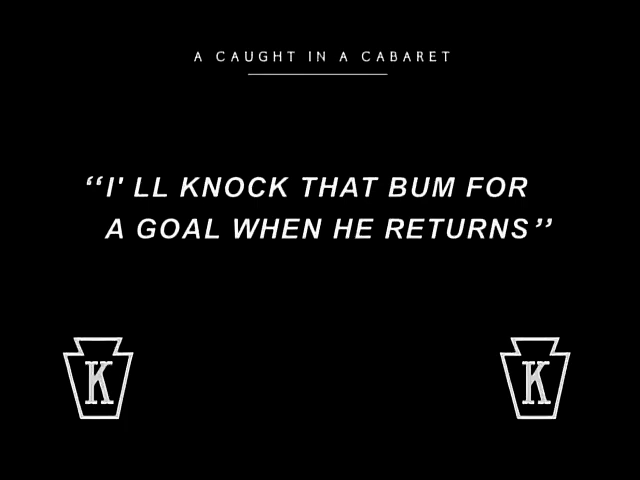 A CAUGHT IN A CABARET
“I' LL KNOCK THAT BUM FOR
A GOAL WHEN HE RETURNS”
K K